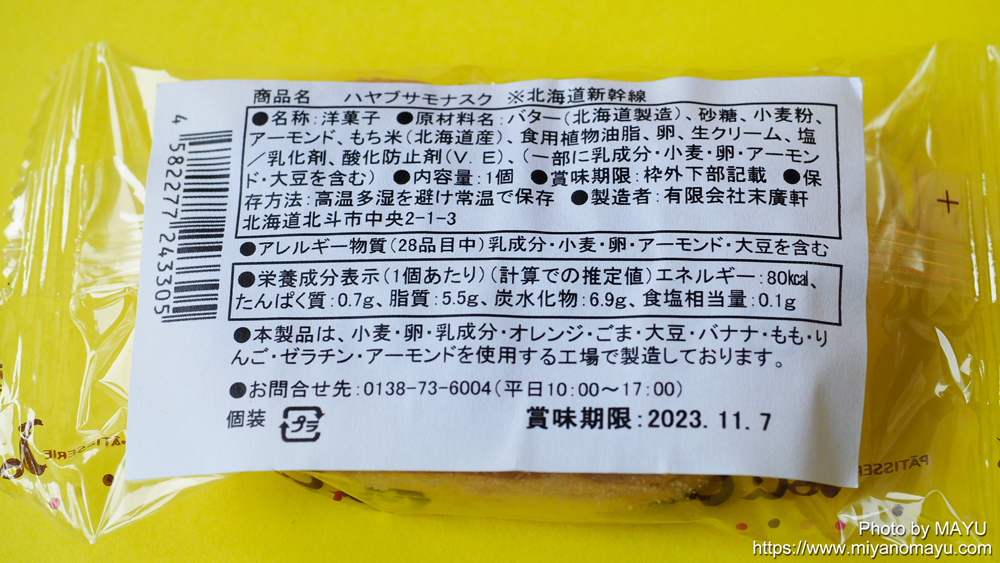 商品名 ハヤブサモナスク ※北海道新幹線
●名称:洋菓子 ●原材料名:バター(北海道製造)、砂糖、小麦粉、
アーモンド、もち米(北海道産)、食用植物油脂、卵、生クリーム、塩
/乳化剤、酸化防止剤(V.E)、(一部に乳成分・小麦・卵・アーモン
ド・大豆を含む) ●内容量:1個 ●賞味期限:枠外下部記載 ●保
存方法:高温多湿を避け常温で保存 ●製造者:有限会社末廣軒
北海道北斗市中央2-1-3
●アレルギー物質(28品目中)乳成分・小麦・卵・アーモンド・大豆を含む
●栄養成分表示(1個あたり)(計算での推定値)エネルギー:80kcal、
たんぱく質:0.7g、脂質:5.5g、炭水化物:6.9g、食塩相当量:0.1g
●本製品は、小麦・卵・乳成分・オレンジ・ごま・大豆・バナナ・もも・り
んご・ゼラチン・アーモンドを使用する工場で製造しております。
●お問合せ先:0138-73-6004(平日10:00～17:00)
個装 プラ 賞味期限:2023.11.7
4 582277 243305
PÂTISSERIE
PÂTISSERIE
Photo by MAYU
https://www.miyanomayu.com/